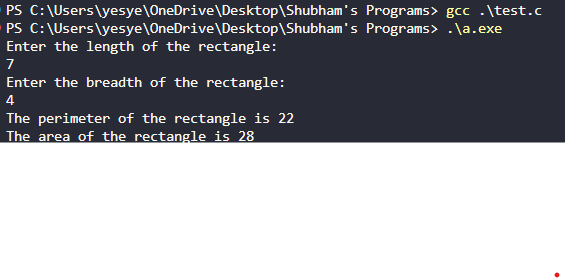 PS C:\Users\yesye\OneDrive\Desktop\Shubham's Programs> gcc .\test.c
PS C:\Users\yesye\OneDrive\Desktop\Shubham's Programs> .\a.exe
Enter the length of the rectangle:
7
Enter the breadth of the rectangle:
4
The perimeter of the rectangle is 22
The area of the rectangle is 28